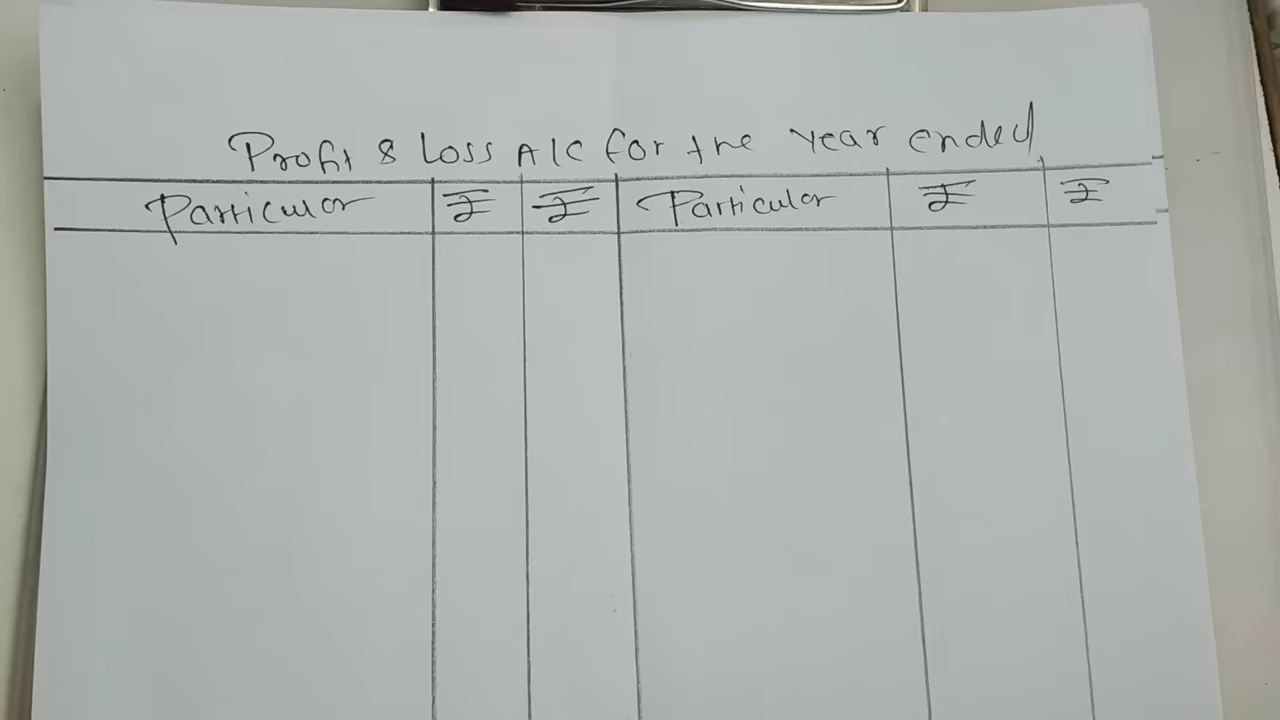 Profit & Loss A/C for the year ended
Particular ₹ ₹ Particular ₹ ₹